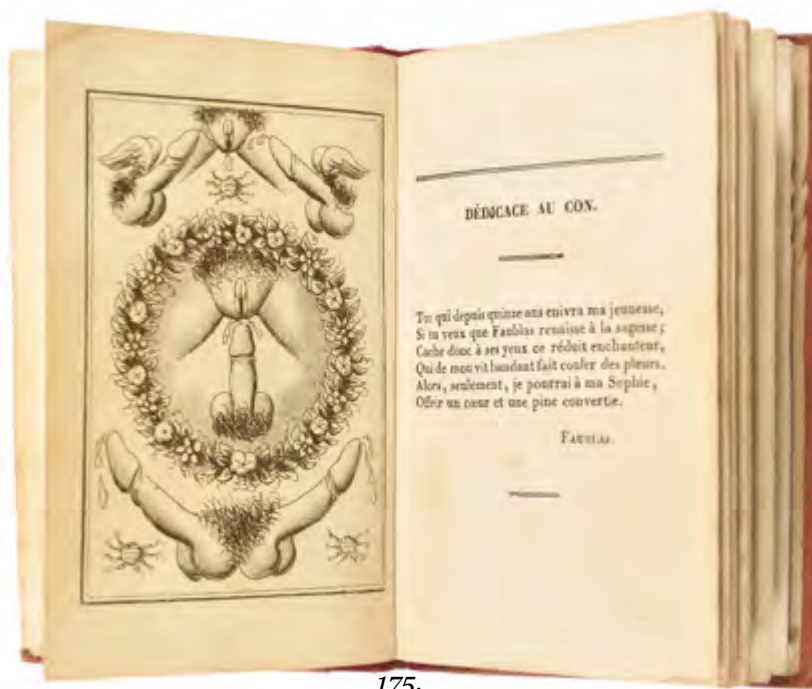 DÉDICACE AU CON.
Toi qui depuis quinze ans enivra ma jeunesse,
Si tu veux que Faublas renaisse à la sagesse ;
Cache donc à ses yeux ce réduit enchanteur,
Qui de mon vit bandant fait couler des pleurs.
Alors, seulement, je pourrai à ma Sophie,
Offrir un cœur et une pine convertie.
FAUBLAS.
175.